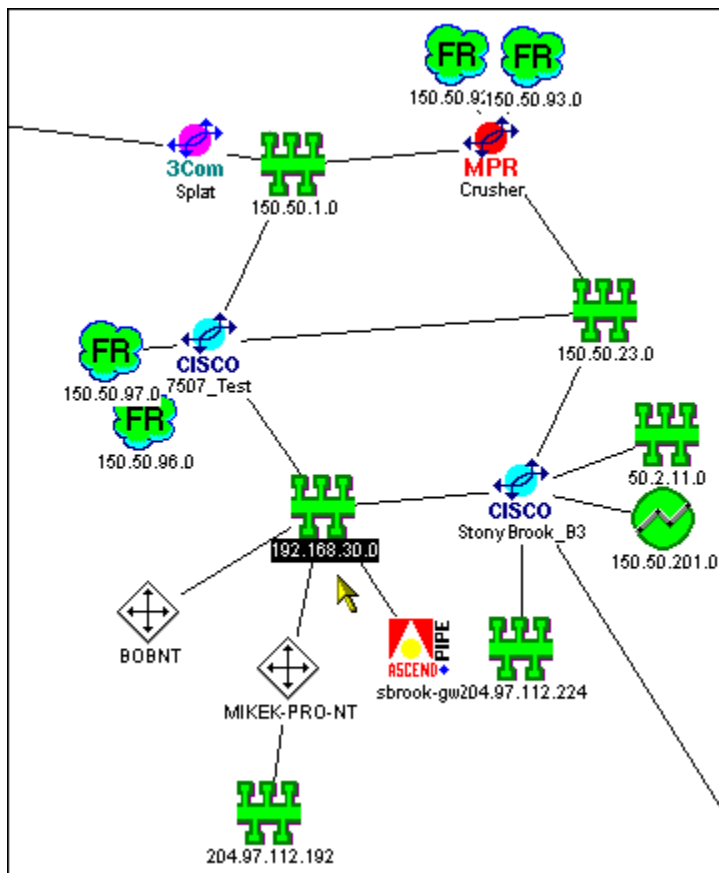 FR
FR
150.50.92
150.50.93.0
3Com
Splat
150.50.1.0
MPR
Crusher
FR
150.50.97.0
CISCO
7507_Test
150.50.23.0
FR
150.50.96.0
50.2.11.0
CISCO
StonyBrook_B3
150.50.201.0
192.168.30.0
BOBNT
ASCEND
PIPE
sbrook-gw
204.97.112.224
MIKEK-PRO-NT
204.97.112.192